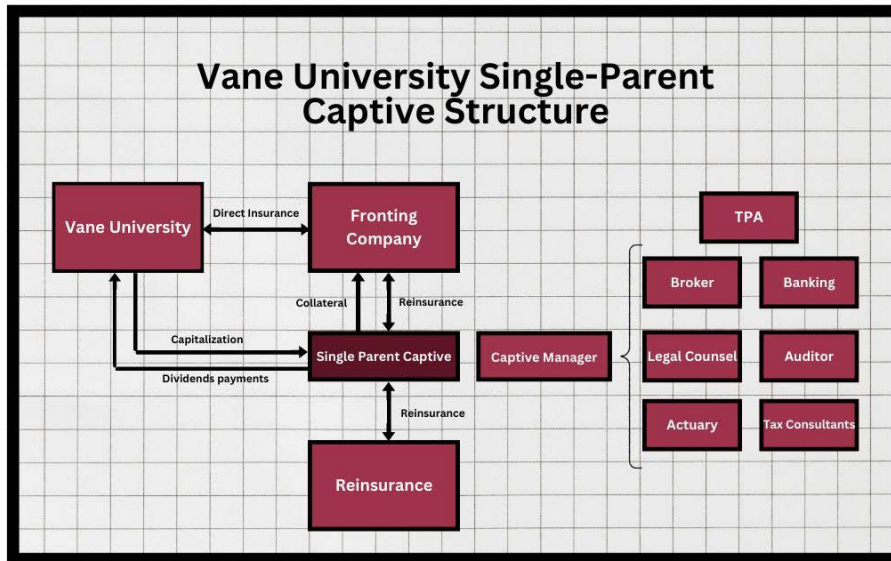 Vane University Single-Parent
Captive Structure
Vane University
Direct Insurance
Fronting
Company
TPA
Broker
Banking
Collateral
Reinsurance
Capitalization
Single Parent Captive
Captive Manager
Legal Counsel
Auditor
Dividends payments
Reinsurance
Actuary
Tax Consultants
Reinsurance